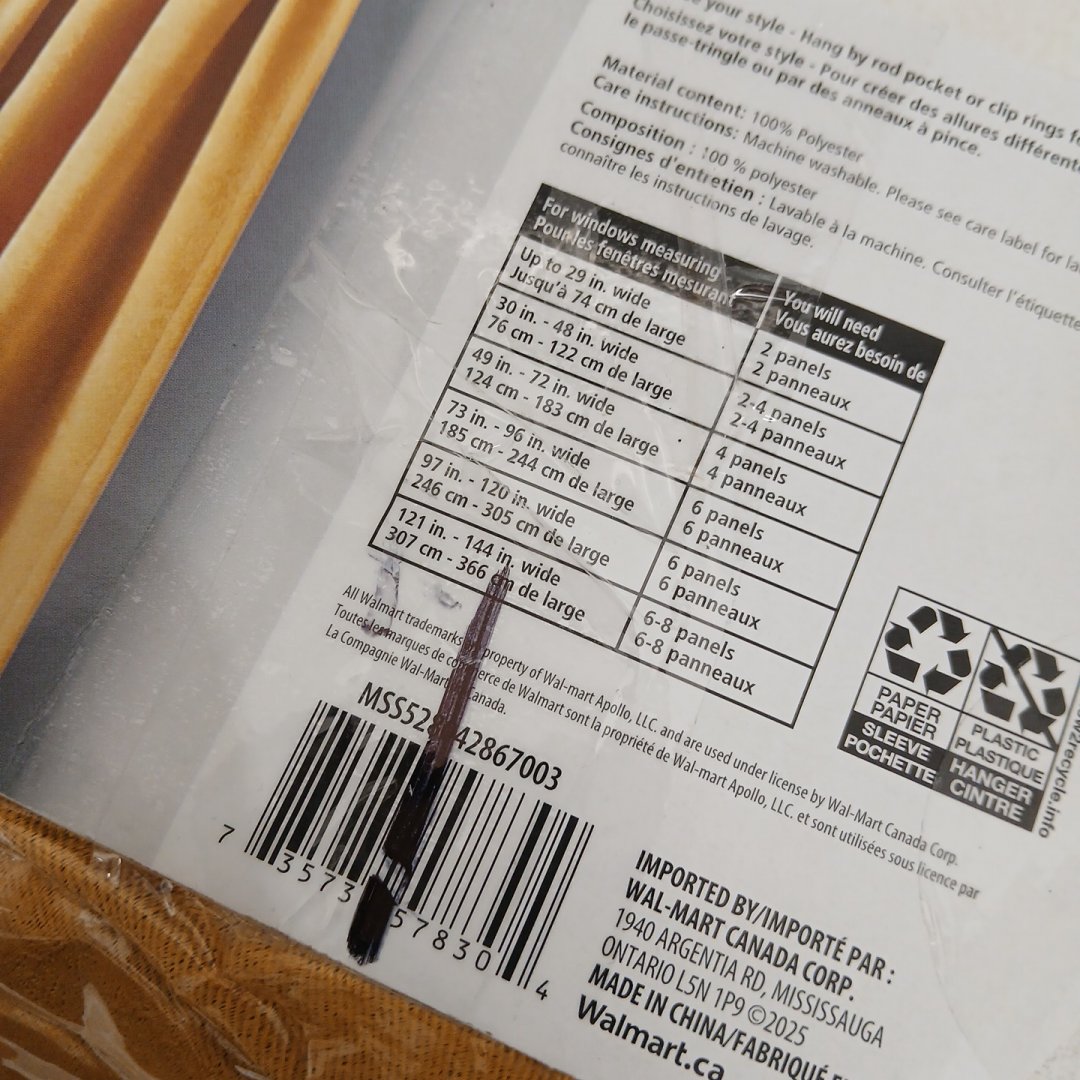 your style - Hang by rod pocket or clip rings
Choisissez votre style - Pour créer des allures
le passe-tringle ou par des anneaux à pince.
Material content: 100% Polyester
Care instructions: Machine washable. Please see care label for
Composition : 100 % polyester
Consignes d'entretien : Lavable à la machine. Consulter l'étiquette
connaître les instructions de lavage.
For windows measuring
Pour les fenêtres mesurant
You will need
Vous aurez besoin de
Up to 29 in. wide
Jusqu'à 74 cm de large
2 panels
2 panneaux
30 in. - 48 in. wide
76 cm - 122 cm de large
2-4 panels
2-4 panneaux
49 in. - 72 in. wide
124 cm - 183 cm de large
4 panels
4 panneaux
73 in. - 96 in. wide
185 cm - 244 cm de large
6 panels
6 panneaux
97 in. - 120 in. wide
246 cm - 305 cm de large
6 panels
6 panneaux
121 in. - 144 in. wide
307 cm - 366 cm de large
6-8 panels
6-8 panneaux
All Walmart trademarks property of Wal-mart Apollo, LLC. and are used under license by Wal-Mart Canada Corp.
Toutes les marques de commerce de Walmart sont la propriété de Wal-mart Apollo, LLC. et sont utilisées sous licence par
La Compagnie Wal-Mart Canada.
PAPER
PAPIER
SLEEVE
POCHETTE
PLASTIC
PLASTIQUE
HANGER
CINTRE
w2recycle.info
MSS52 42867003
7 3573 57830 4
IMPORTED BY/IMPORTÉ PAR :
WAL-MART CANADA CORP.
1940 ARGENTIA RD, MISSISSAUGA
ONTARIO L5N 1P9 ©2025
MADE IN CHINA/FABRIQUÉ
Walmart.ca